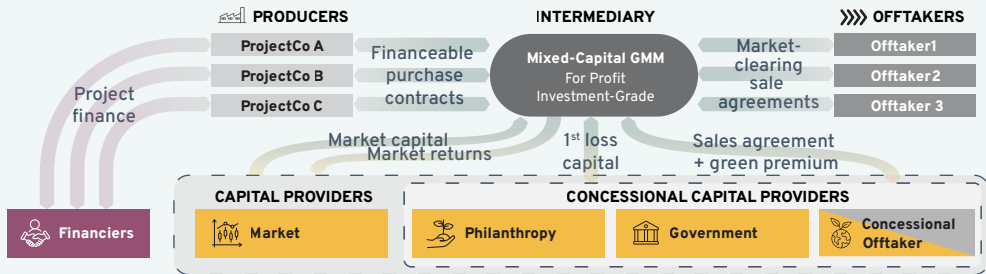 PRODUCERS
INTERMEDIARY
OFFTAKERS
ProjectCo A
ProjectCo B
ProjectCo C
Financeable
purchase
contracts
Mixed-Capital GMM
For Profit
Investment-Grade
Market-
clearing
sale
agreements
Offtaker1
Offtaker2
Offtaker 3
Project
finance
Market capital
Market returns
1st loss
capital
Sales agreement
+ green premium
CAPITAL PROVIDERS
CONCESSIONAL CAPITAL PROVIDERS
Financiers
Market
Philanthropy
Government
Concessional
Offtaker